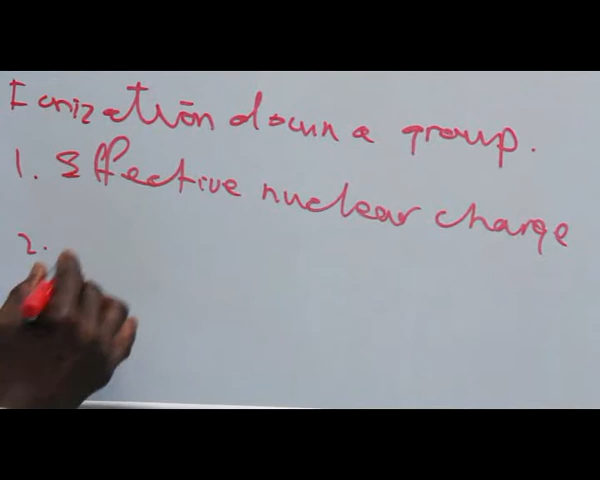 Ionization down a group.
1. Effective nuclear charge
2.